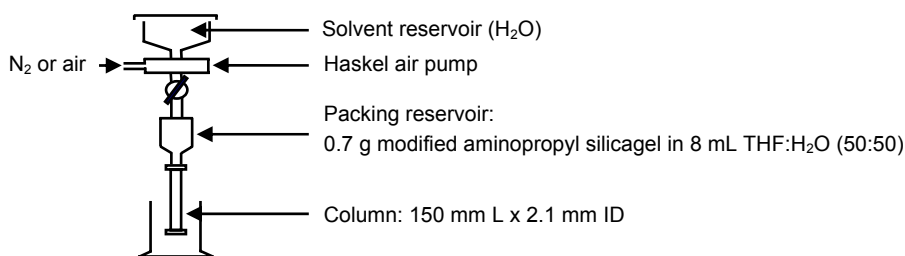 Solvent reservoir (H₂O)
N₂ or air
Haskel air pump
Packing reservoir:
0.7 g modified aminopropyl silicagel in 8 mL THF:H₂O (50:50)
Column: 150 mm L x 2.1 mm ID